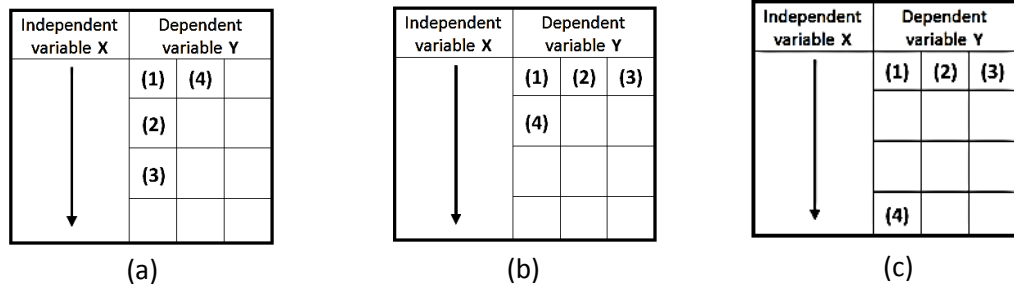 Independent variable X Dependent variable Y
(1) (4)
(2)
(3)
(a)
Independent variable X Dependent variable Y
(1) (2) (3)
(4)
(b)
Independent variable X Dependent variable Y
(1) (2) (3)
(4)
(c)